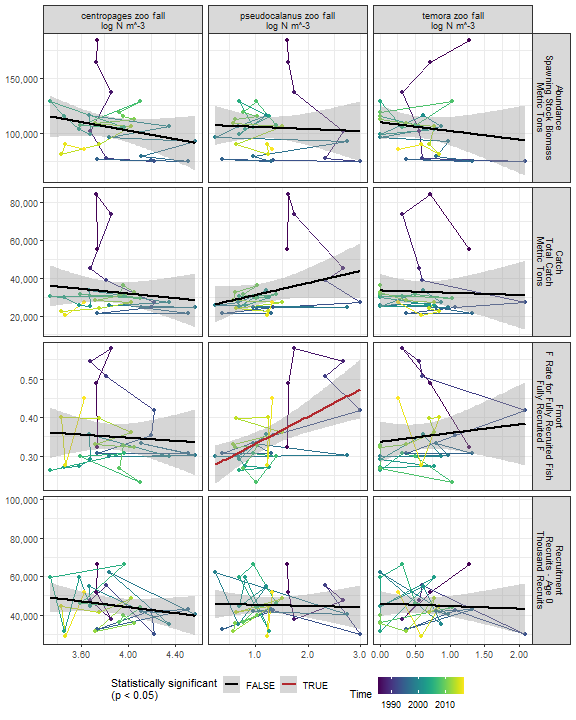 centropages zoo fall
log N m^-3
pseudocalanus zoo fall
log N m^-3
temora zoo fall
log N m^-3
150,000
100,000
Abundance
Spawning Stock Biomass
Metric Tons
80,000
60,000
40,000
20,000
Catch
Total Catch
Metric Tons
0.50
0.40
0.30
Fmort
F Rate for Fully Recruited Fish
Fully Recruited F
100,000
80,000
60,000
40,000
Recruitment
Recruits - Age 0
Thousand Recruits
3.60 4.00 4.40
1.0 2.0 3.0
0.00 0.50 1.00 1.50 2.00
Statistically significant
(p < 0.05)
FALSE
TRUE
Time
1990 2000 2010